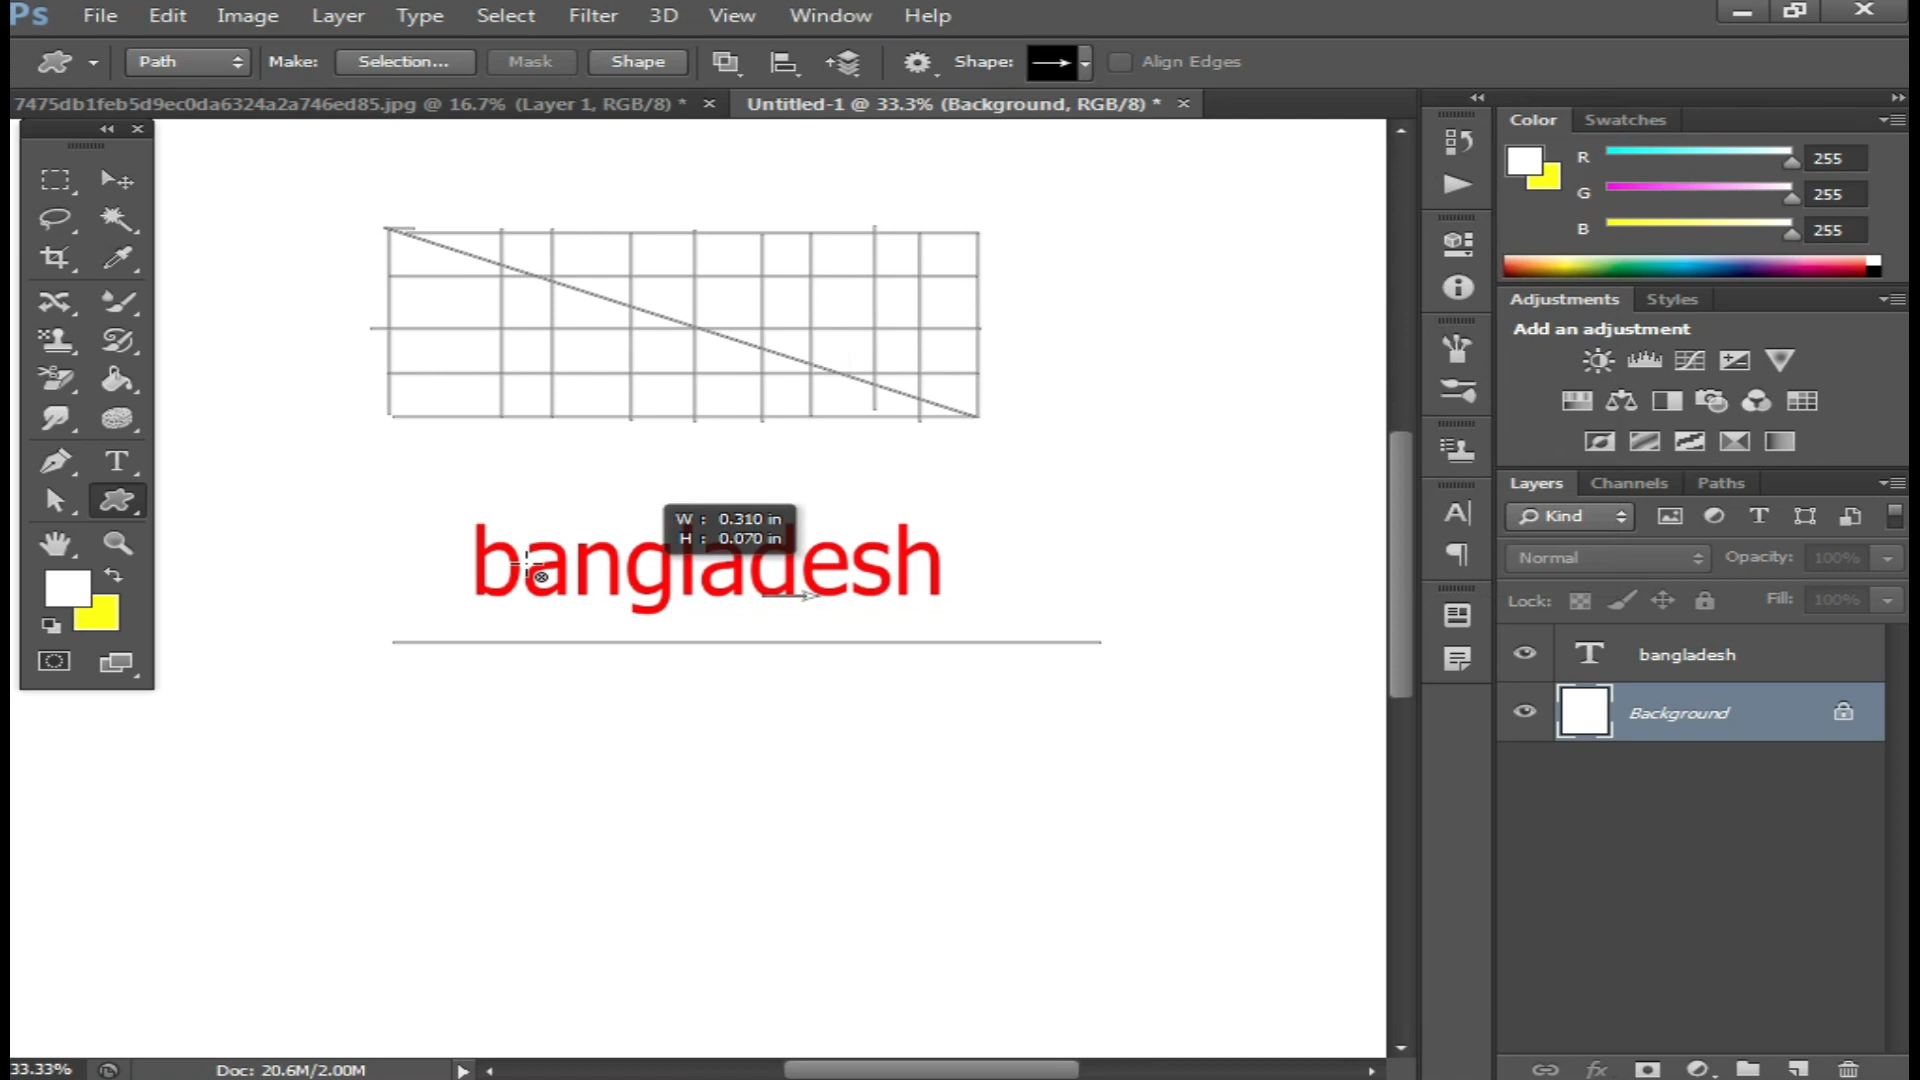 Ps File Edit Image Layer Type Select Filter 3D View Window Help
Path Make: Selection... Mask Shape Shape: Align Edges
7475db1feb5d9ec0da6324a2a746ed85.jpg @ 16.7% (Layer 1, RGB/8) * × Untitled-1 @ 33.3% (Background, RGB/8) * ×
Color Swatches
R 255
G 255
B 255
Adjustments Styles
Add an adjustment
Layers Channels Paths
Kind
Normal Opacity: 100%
Lock: Fill: 100%
bangladesh
Background
W : 0.310 in
H : 0.070 in
bangladesh
33.33% Doc: 20.6M/2.00M